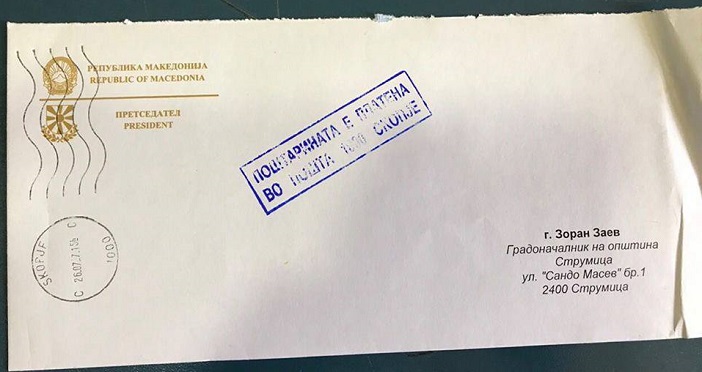 РЕПУБЛИКА МАКЕДОНИЈА
REPUBLIC OF MACEDONIA
ПРЕТСЕДАТЕЛ
PRESIDENT
ПОШТАРИНАТА Е ПЛАТЕНА
ВО ПОШТА 1000 СКОПЈЕ
SKOPJE
1000
г. Зоран Заев
Градоначалник на општина
Струмица
ул. "Сандо Масев" бр.1
2400 Струмица